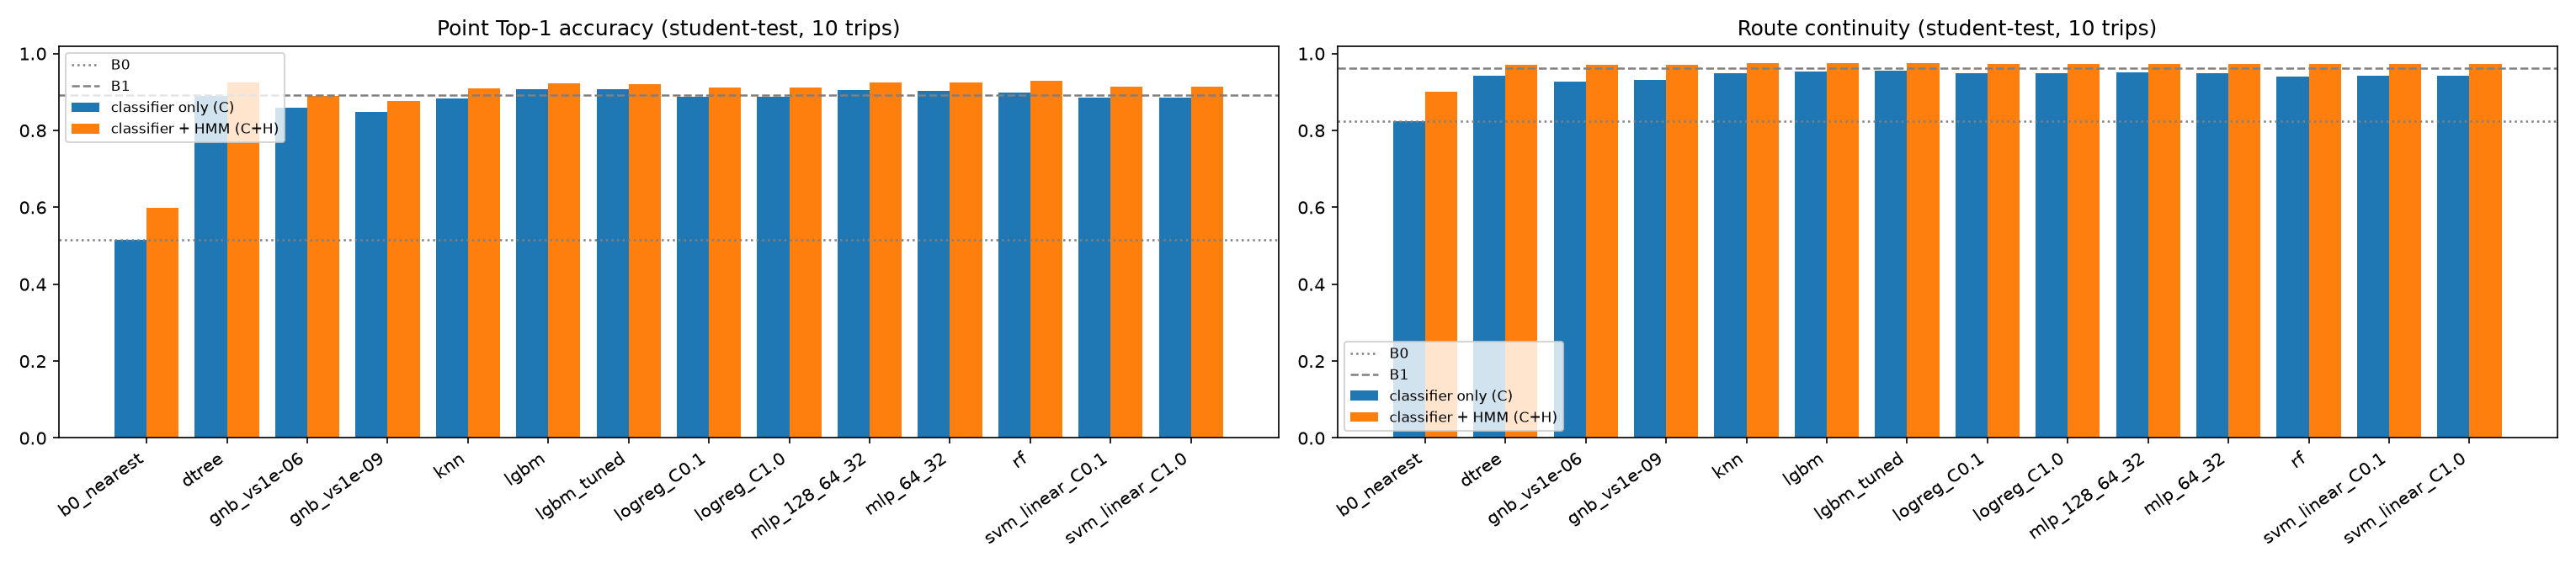 Point Top-1 accuracy (student-test, 10 trips)
1.0
0.8
0.6
0.4
0.2
0.0
B0
B1
classifier only (C)
classifier + HMM (C+H)
b0_nearest
dtree
gnb_vs1e-06
gnb_vs1e-09
knn
lgbm
lgbm_tuned
logreg_C0.1
logreg_C1.0
mlp_128_64_32
mlp_64_32
rf
svm_linear_C0.1
svm_linear_C1.0
Route continuity (student-test, 10 trips)
1.0
0.8
0.6
0.4
0.2
0.0
B0
B1
classifier only (C)
classifier + HMM (C+H)
b0_nearest
dtree
gnb_vs1e-06
gnb_vs1e-09
knn
lgbm
lgbm_tuned
logreg_C0.1
logreg_C1.0
mlp_128_64_32
mlp_64_32
rf
svm_linear_C0.1
svm_linear_C1.0